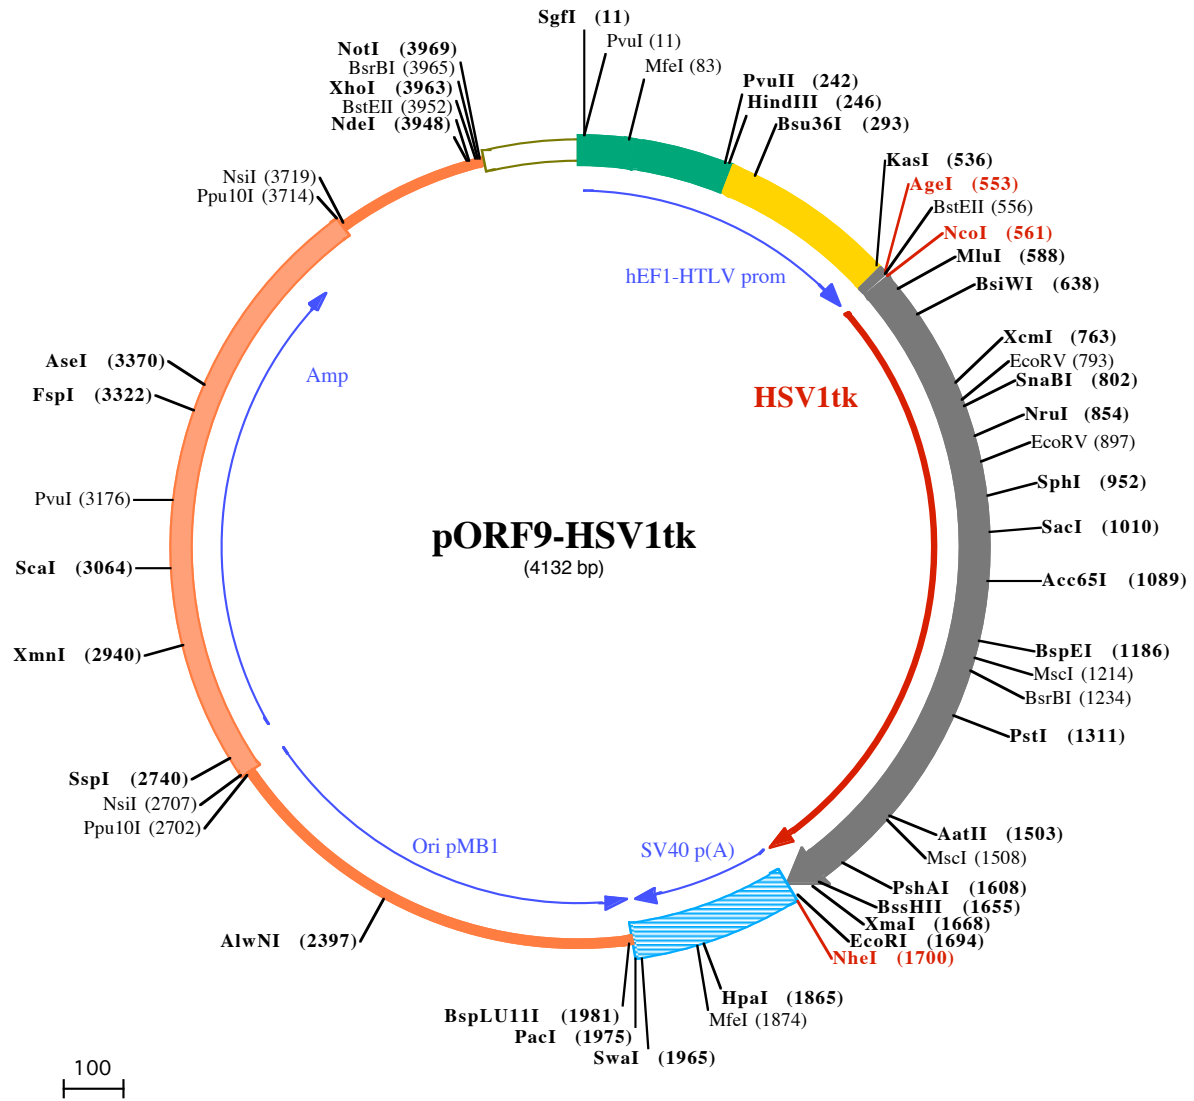 SgfI (11)
PvuI (11)
MfeI (83)
PvuII (242)
HindIII (246)
Bsu36I (293)
KasI (536)
AgeI (553)
BstEII (556)
NcoI (561)
MluI (588)
BsiWI (638)
XcmI (763)
EcoRV (793)
SnaBI (802)
NruI (854)
EcoRV (897)
SphI (952)
SacI (1010)
Acc65I (1089)
BspEI (1186)
MscI (1214)
BsrBI (1234)
PstI (1311)
AatII (1503)
MscI (1508)
PshAI (1608)
BssHII (1655)
XmaI (1668)
EcoRI (1694)
NheI (1700)
HpaI (1865)
MfeI (1874)
SwaI (1965)
PacI (1975)
BspLU11I (1981)
AlwNI (2397)
Ppu10I (2702)
NsiI (2707)
SspI (2740)
XmnI (2940)
ScaI (3064)
PvuI (3176)
FspI (3322)
AseI (3370)
Ppu10I (3714)
NsiI (3719)
NdeI (3948)
BstEII (3952)
XhoI (3963)
BsrBI (3965)
NotI (3969)
hEF1-HTLV prom
HSV1tk
Amp
pORF9-HSV1tk
(4132 bp)
Ori pMB1
SV40 p(A)
100